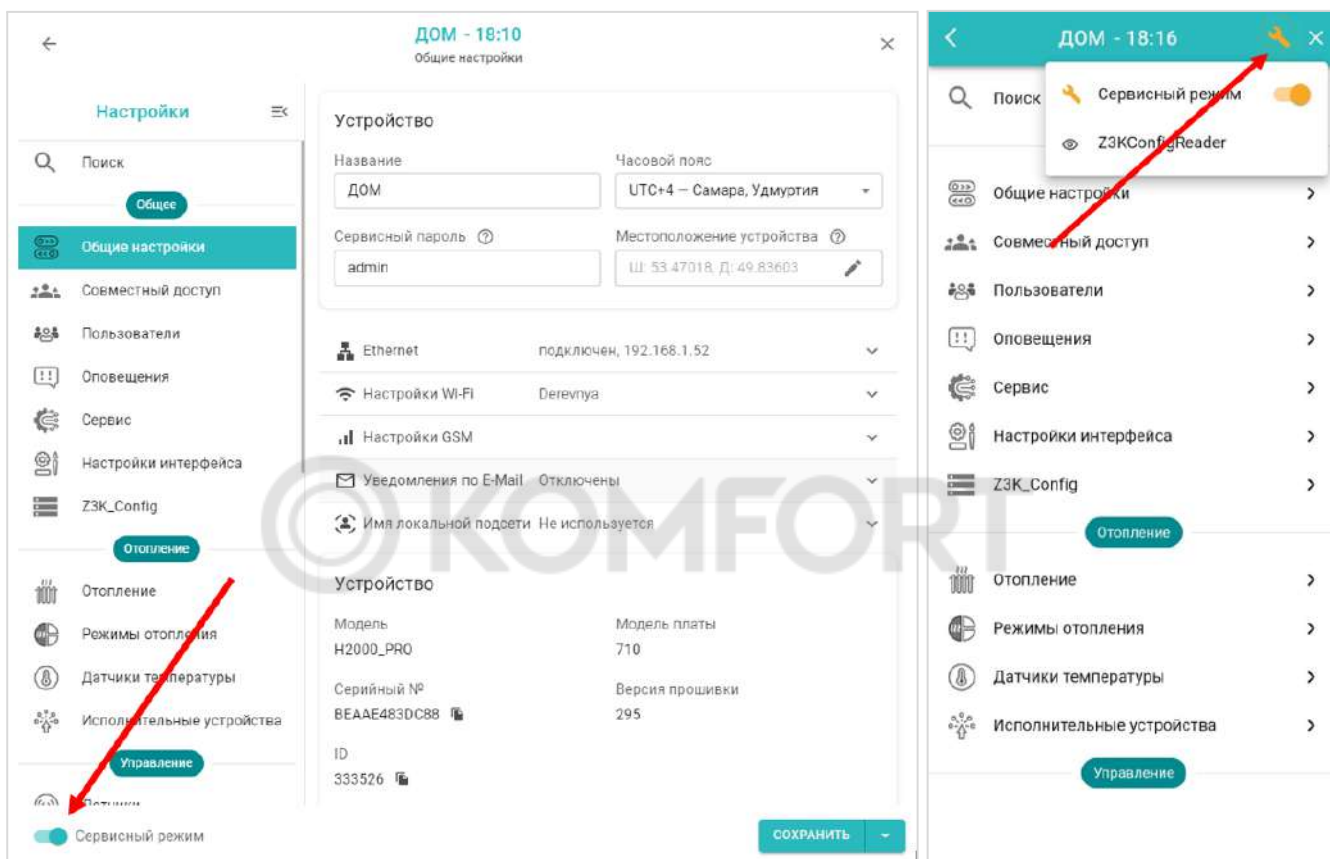 ДОМ - 18:10
Общие настройки
Настройки
Поиск
Общее
Общие настройки
Совместный доступ
Пользователи
Оповещения
Сервис
Настройки интерфейса
Z3K_Config
Отопление
Отопление
Режимы отопления
Датчики температуры
Исполнительные устройства
Управление
Датчики
Сервисный режим
Устройство
Название
Часовой пояс
ДОМ
UTC+4 — Самара, Удмуртия
Сервисный пароль
Местоположение устройства
admin
Ш: 53.47018, Д: 49.83603
Ethernet подключен, 192.168.1.52
Настройки Wi-Fi Derevnya
Настройки GSM
Уведомления по E-Mail Отключены
Имя локальной подсети Не используется
Устройство
Модель
Модель платы
H2000_PRO
710
Серийный №
Версия прошивки
BEAAE483DC88
295
ID
333526
СОХРАНИТЬ
ДОМ - 18:16
Поиск
Сервисный режим
Z3KConfigReader
Общие настройки
Совместный доступ
Пользователи
Оповещения
Сервис
Настройки интерфейса
Z3K_Config
Отопление
Отопление
Режимы отопления
Датчики температуры
Исполнительные устройства
Управление
KOMFORT